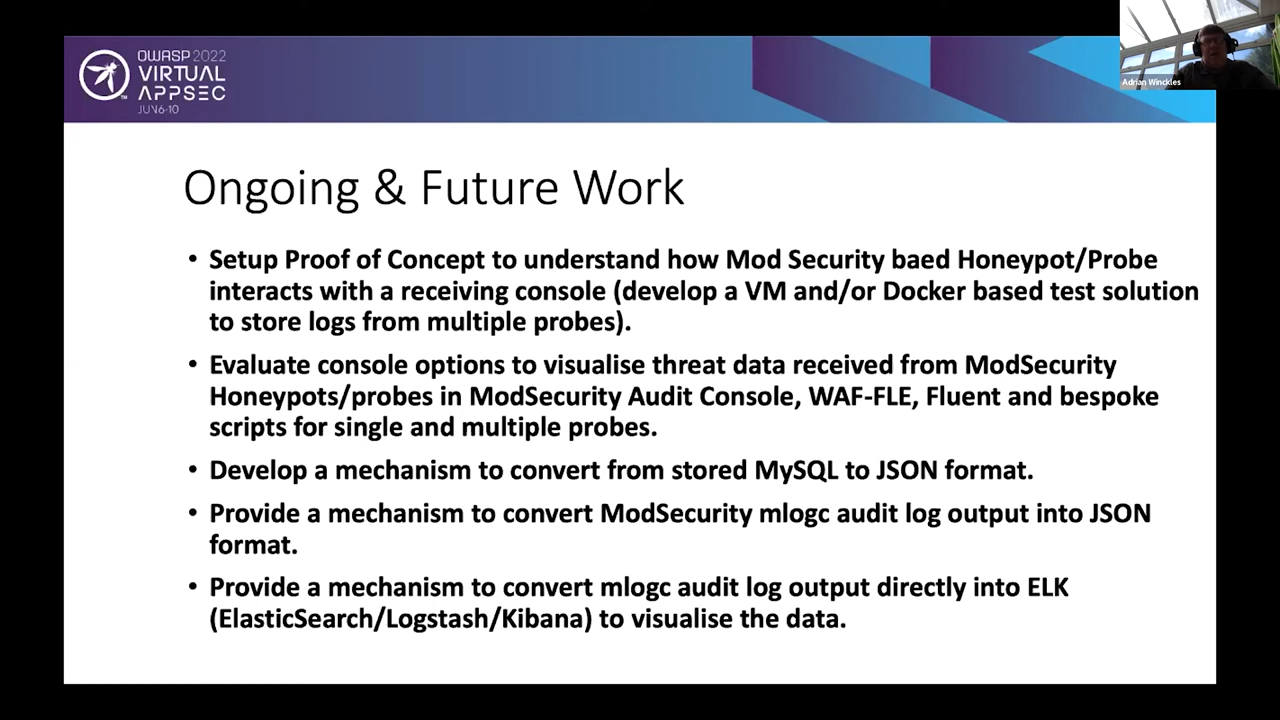 OWASP 2022
VIRTUAL
APPSEC
JUN 6-10
TM
Adrian Winckles
Ongoing & Future Work
• Setup Proof of Concept to understand how Mod Security baed Honeypot/Probe
interacts with a receiving console (develop a VM and/or Docker based test solution
to store logs from multiple probes).
• Evaluate console options to visualise threat data received from ModSecurity
Honeypots/probes in ModSecurity Audit Console, WAF-FLE, Fluent and bespoke
scripts for single and multiple probes.
• Develop a mechanism to convert from stored MySQL to JSON format.
• Provide a mechanism to convert ModSecurity mlogc audit log output into JSON
format.
• Provide a mechanism to convert mlogc audit log output directly into ELK
(ElasticSearch/Logstash/Kibana) to visualise the data.